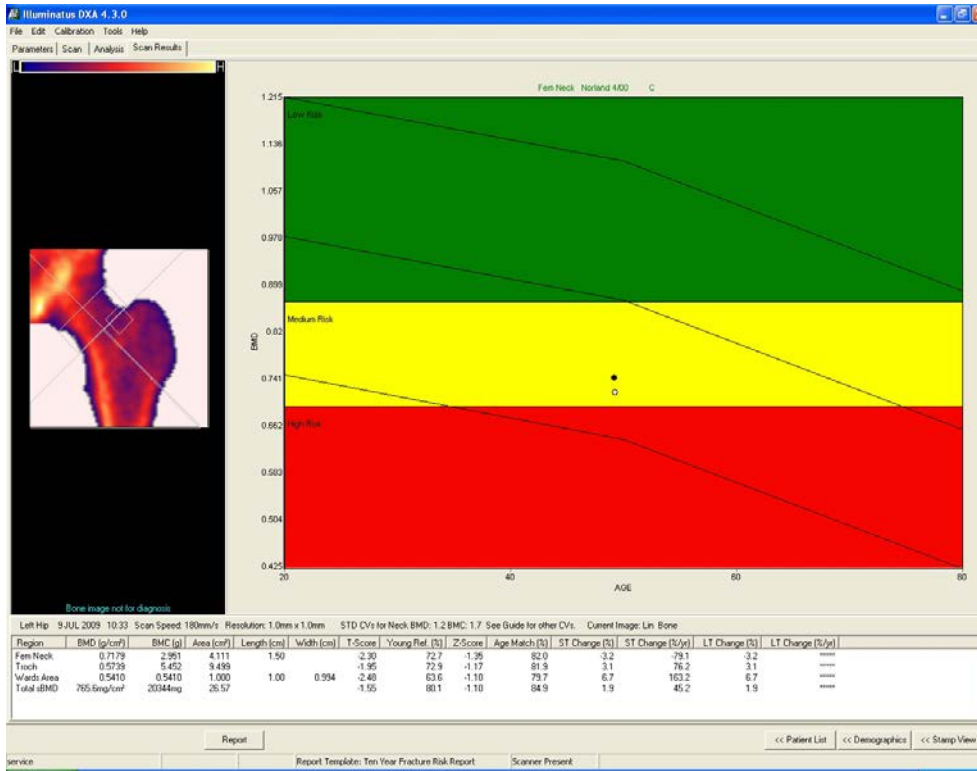 Illuminatus DXA 4.3.0
File Edit Calibration Tools Help
Parameters Scan Analysis Scan Results
L H
Fem Neck Norland 4/00 C
1.215
Low Risk
1.136
1.057
0.978
0.899
Medium Risk
0.82
BMD
0.741
0.662
High Risk
0.583
0.504
0.425
20 40 60 80
AGE
Bone image not for diagnosis
Left Hip 9 JUL 2009 10:33 Scan Speed: 180mm/s Resolution: 1.0mm x 1.0mm STD CVs for Neck BMD: 1.2 BMC: 1.7 See Guide for other CVs. Current Image: Lin Bone
Region BMD (g/cm²) BMC (g) Area (cm²) Length (cm) Width (cm) T-Score Young Ref. (%) Z-Score Age Match (%) ST Change (%) ST Change (%/yr) LT Change (%) LT Change (%/yr)
Fem Neck 0.7179 2.951 4.111 1.50 -2.30 72.7 -1.35 82.0 -3.2 -79.1 -3.2 *****
Troch 0.5739 5.452 9.499 -1.95 72.9 -1.17 81.9 3.1 76.2 3.1 *****
Wards Area 0.5410 0.5410 1.000 1.00 0.994 -2.48 63.6 -1.10 79.7 6.7 163.2 6.7 *****
Total sBMD 765.6mg/cm² 20344mg 26.57 -1.55 80.1 -1.10 84.9 1.9 45.2 1.9 *****
Report << Patient List << Demographics << Stamp View
service Report Template: Ten Year Fracture Risk Report Scanner Present